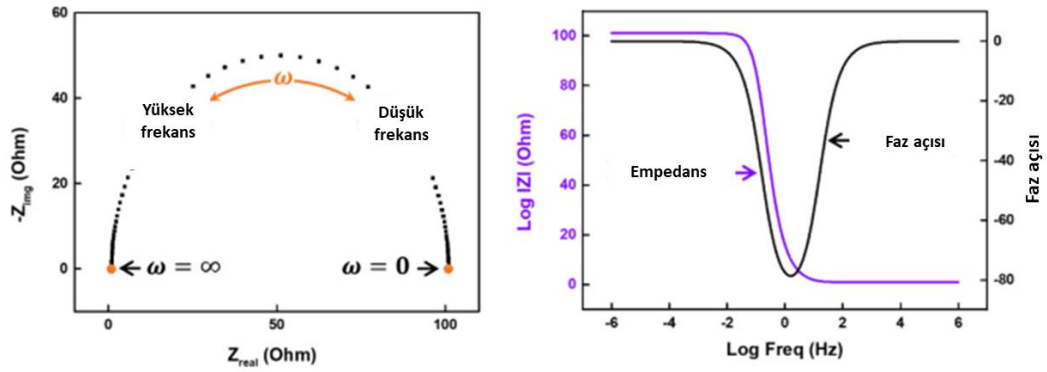 60
40
20
0
-Z_img (Ohm)
ω
Yüksek
frekans
Düşük
frekans
ω = ∞
ω = 0
0
50
100
Z_real (Ohm)
100
80
60
40
20
0
Log IZI (Ohm)
Empedans
Faz açısı
0
-20
-40
-60
-80
Faz açısı
-6
-4
-2
0
2
4
6
Log Freq (Hz)